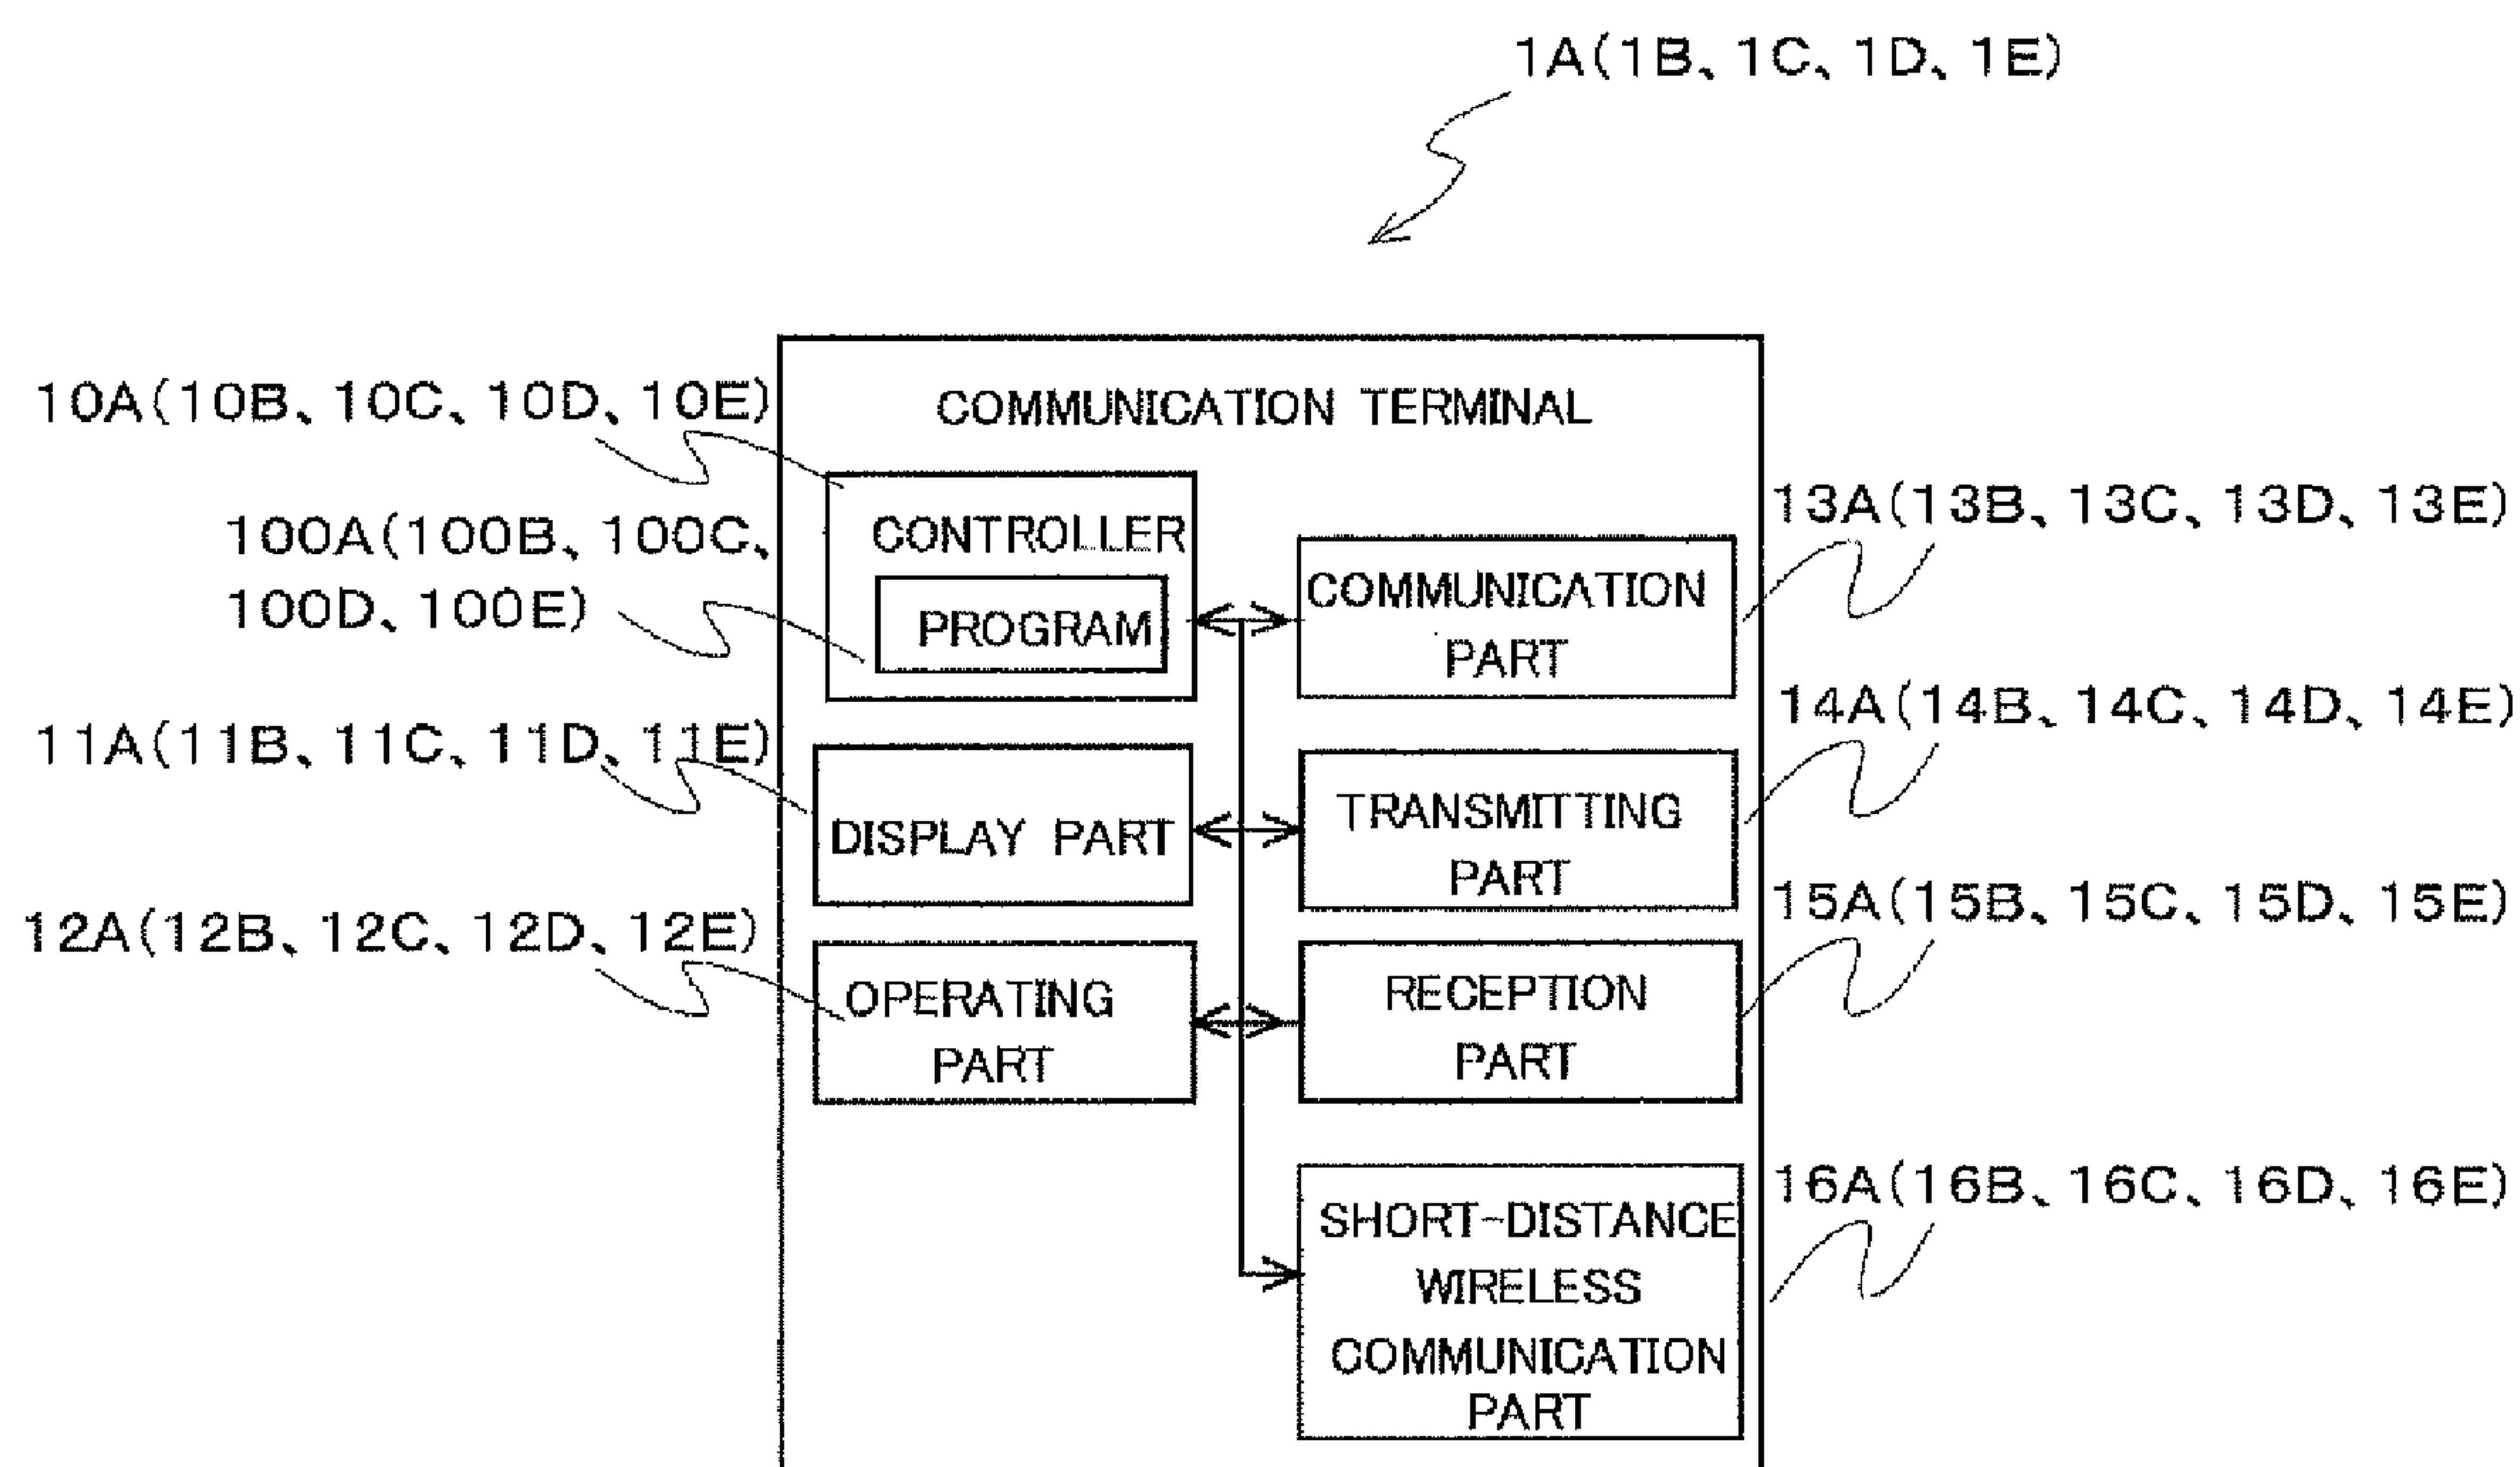 1A(1B、1C、1D、1E)
COMMUNICATION TERMINAL
10A(10B、10C、10D、10E)
CONTROLLER
100A(100B、100C、
100D、100E)
PROGRAM
13A(13B、13C、13D、13E)
COMMUNICATION
PART
11A(11B、11C、11D、11E)
DISPLAY PART
14A(14B、14C、14D、14E)
TRANSMITTING
PART
12A(12B、12C、12D、12E)
OPERATING
PART
15A(15B、15C、15D、15E)
RECEPTION
PART
16A(16B、16C、16D、16E)
SHORT-DISTANCE
WIRELESS
COMMUNICATION
PART